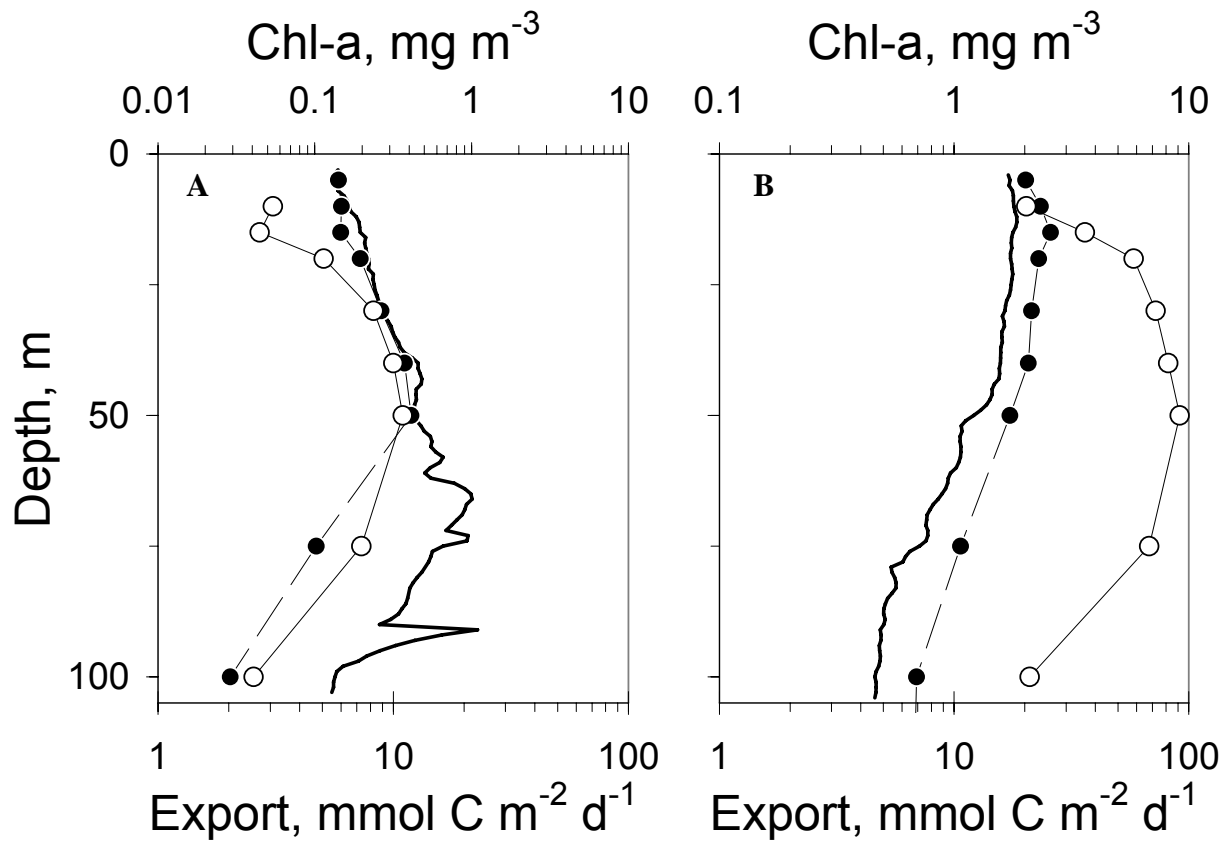 Chl-a, mg m-3 Chl-a, mg m-3
0.01 0.1 1 10 0.1 1 10
0
A B
50
100
Depth, m
1 10 100 1 10 100
Export, mmol C m-2 d-1 Export, mmol C m-2 d-1